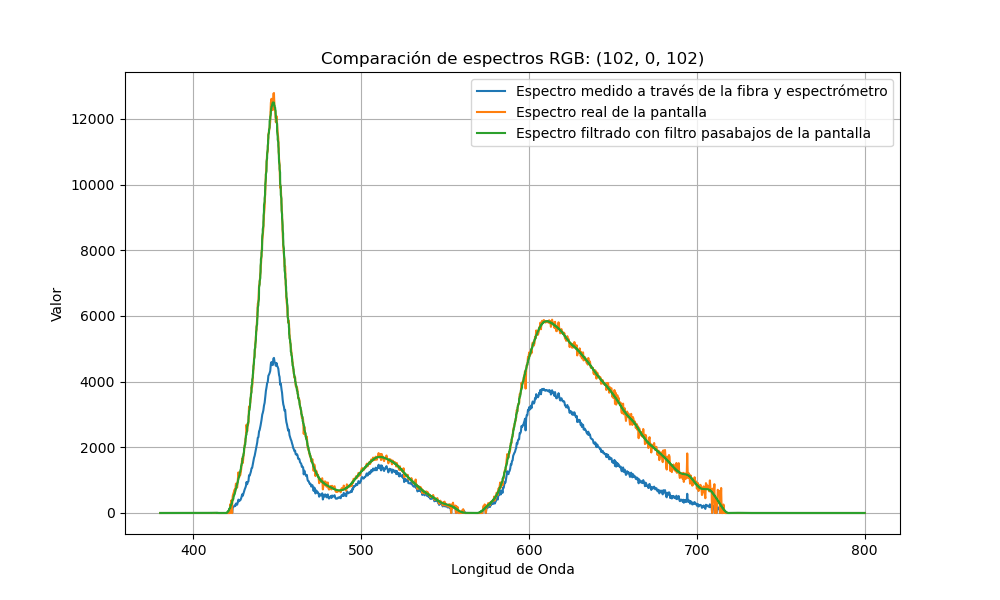 Comparación de espectros RGB: (102, 0, 102)
Espectro medido a través de la fibra y espectrómetro
Espectro real de la pantalla
Espectro filtrado con filtro pasabajos de la pantalla
12000
10000
8000
6000
4000
2000
0
Valor
400
500
600
700
800
Longitud de Onda